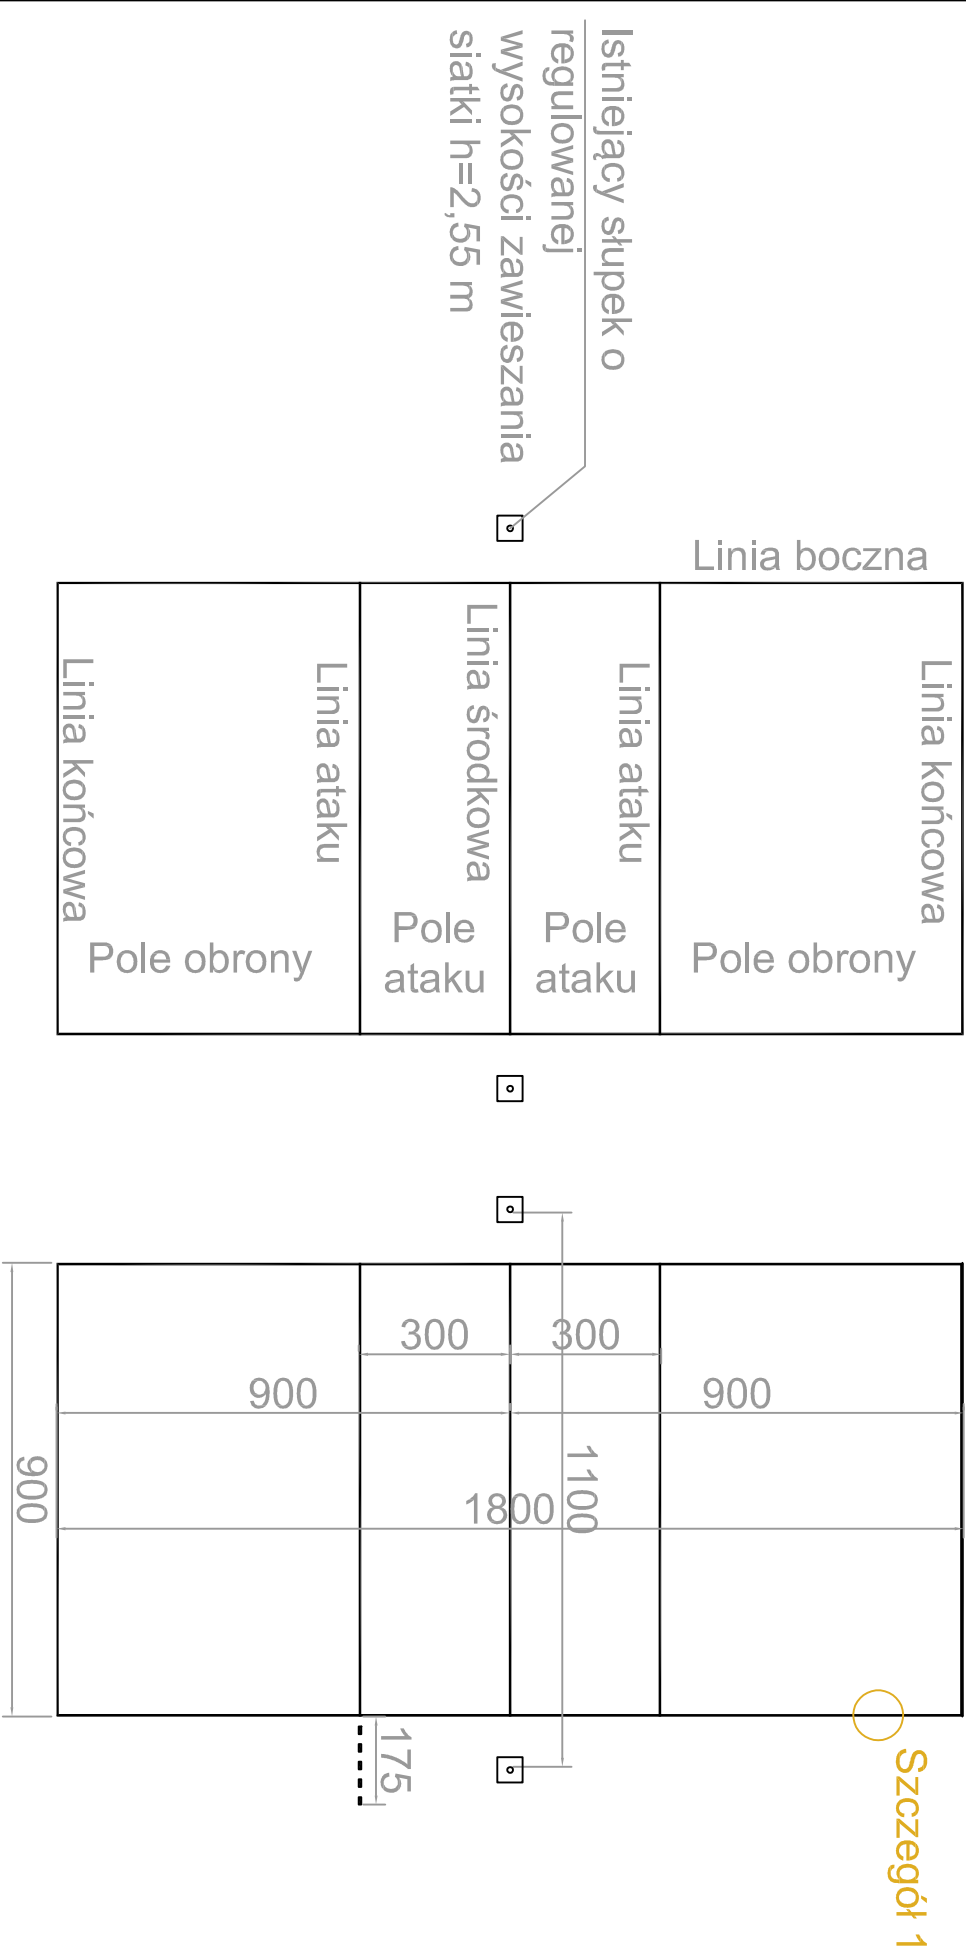 Istniejący słupek o
regulowanej
wysokości zawieszania
siatki h=2,55 m
Linia boczna
Linia końcowa
Linia ataku
Linia środkowa
Linia ataku
Linia końcowa
Pole obrony
Pole
ataku
Pole
ataku
Pole obrony
300
300
900
900
1100
1800
900
175
Szczegół 1